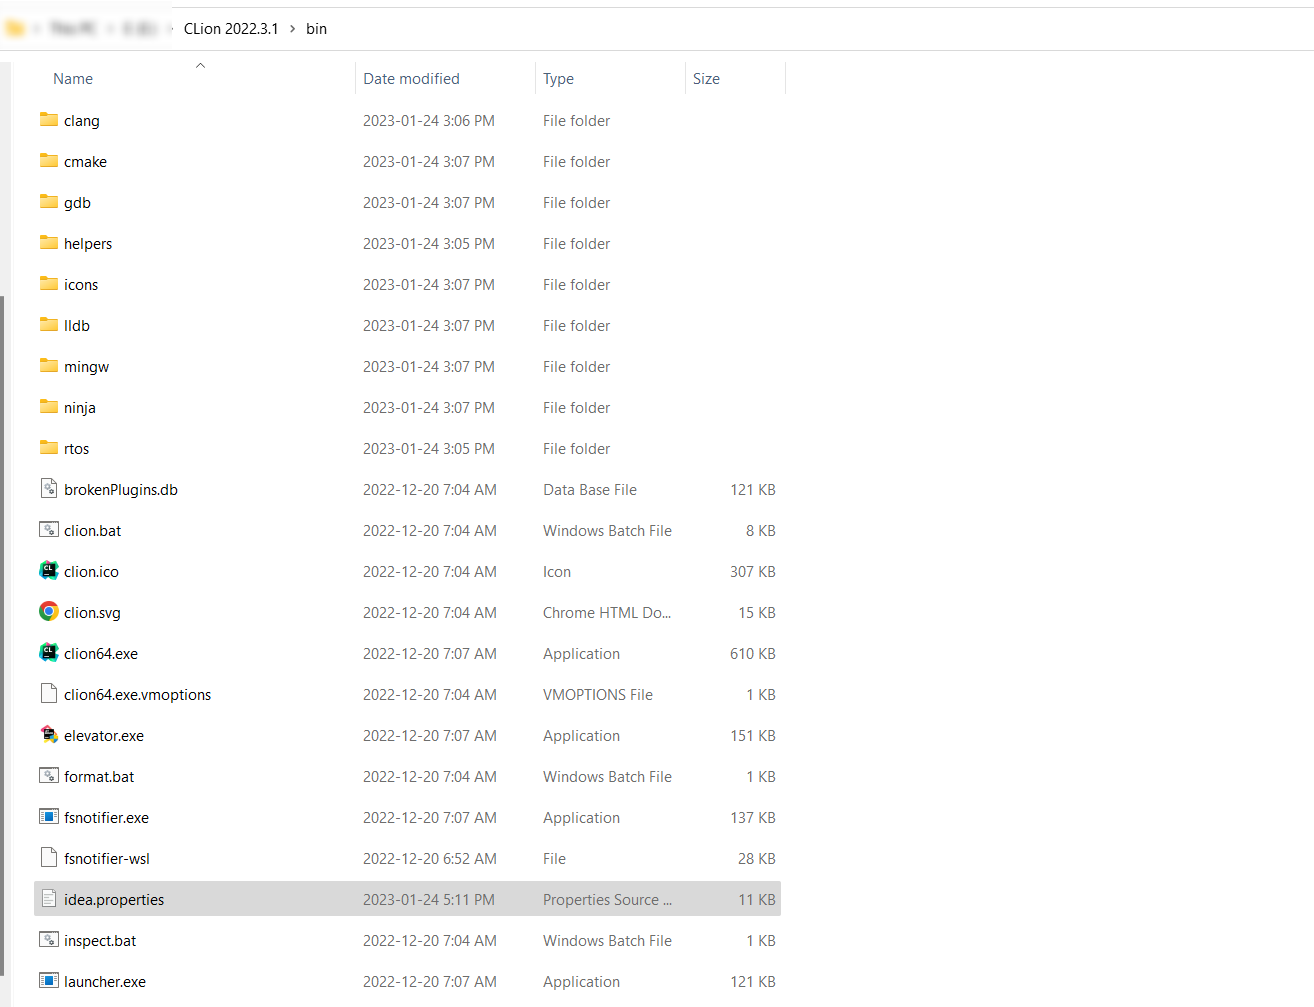 CLion 2022.3.1 > bin
Name Date modified Type Size
clang 2023-01-24 3:06 PM File folder
cmake 2023-01-24 3:07 PM File folder
gdb 2023-01-24 3:07 PM File folder
helpers 2023-01-24 3:05 PM File folder
icons 2023-01-24 3:07 PM File folder
lldb 2023-01-24 3:07 PM File folder
mingw 2023-01-24 3:07 PM File folder
ninja 2023-01-24 3:07 PM File folder
rtos 2023-01-24 3:05 PM File folder
brokenPlugins.db 2022-12-20 7:04 AM Data Base File 121 KB
clion.bat 2022-12-20 7:04 AM Windows Batch File 8 KB
clion.ico 2022-12-20 7:04 AM Icon 307 KB
clion.svg 2022-12-20 7:04 AM Chrome HTML Do... 15 KB
clion64.exe 2022-12-20 7:07 AM Application 610 KB
clion64.exe.vmoptions 2022-12-20 7:04 AM VMOPTIONS File 1 KB
elevator.exe 2022-12-20 7:07 AM Application 151 KB
format.bat 2022-12-20 7:04 AM Windows Batch File 1 KB
fsnotifier.exe 2022-12-20 7:07 AM Application 137 KB
fsnotifier-wsl 2022-12-20 6:52 AM File 28 KB
idea.properties 2023-01-24 5:11 PM Properties Source ... 11 KB
inspect.bat 2022-12-20 7:04 AM Windows Batch File 1 KB
launcher.exe 2022-12-20 7:07 AM Application 121 KB